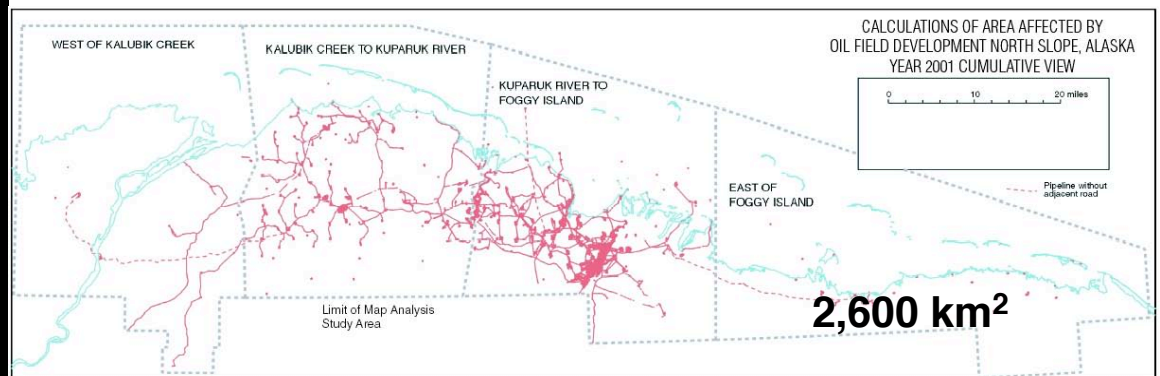 CALCULATIONS OF AREA AFFECTED BY
OIL FIELD DEVELOPMENT NORTH SLOPE, ALASKA
YEAR 2001 CUMULATIVE VIEW
0 10 20 miles
WEST OF KALUBIK CREEK
KALUBIK CREEK TO KUPARUK RIVER
KUPARUK RIVER TO
FOGGY ISLAND
EAST OF
FOGGY ISLAND
Pipeline without
adjacent road
Limit of Map Analysis
Study Area
2,600 km²